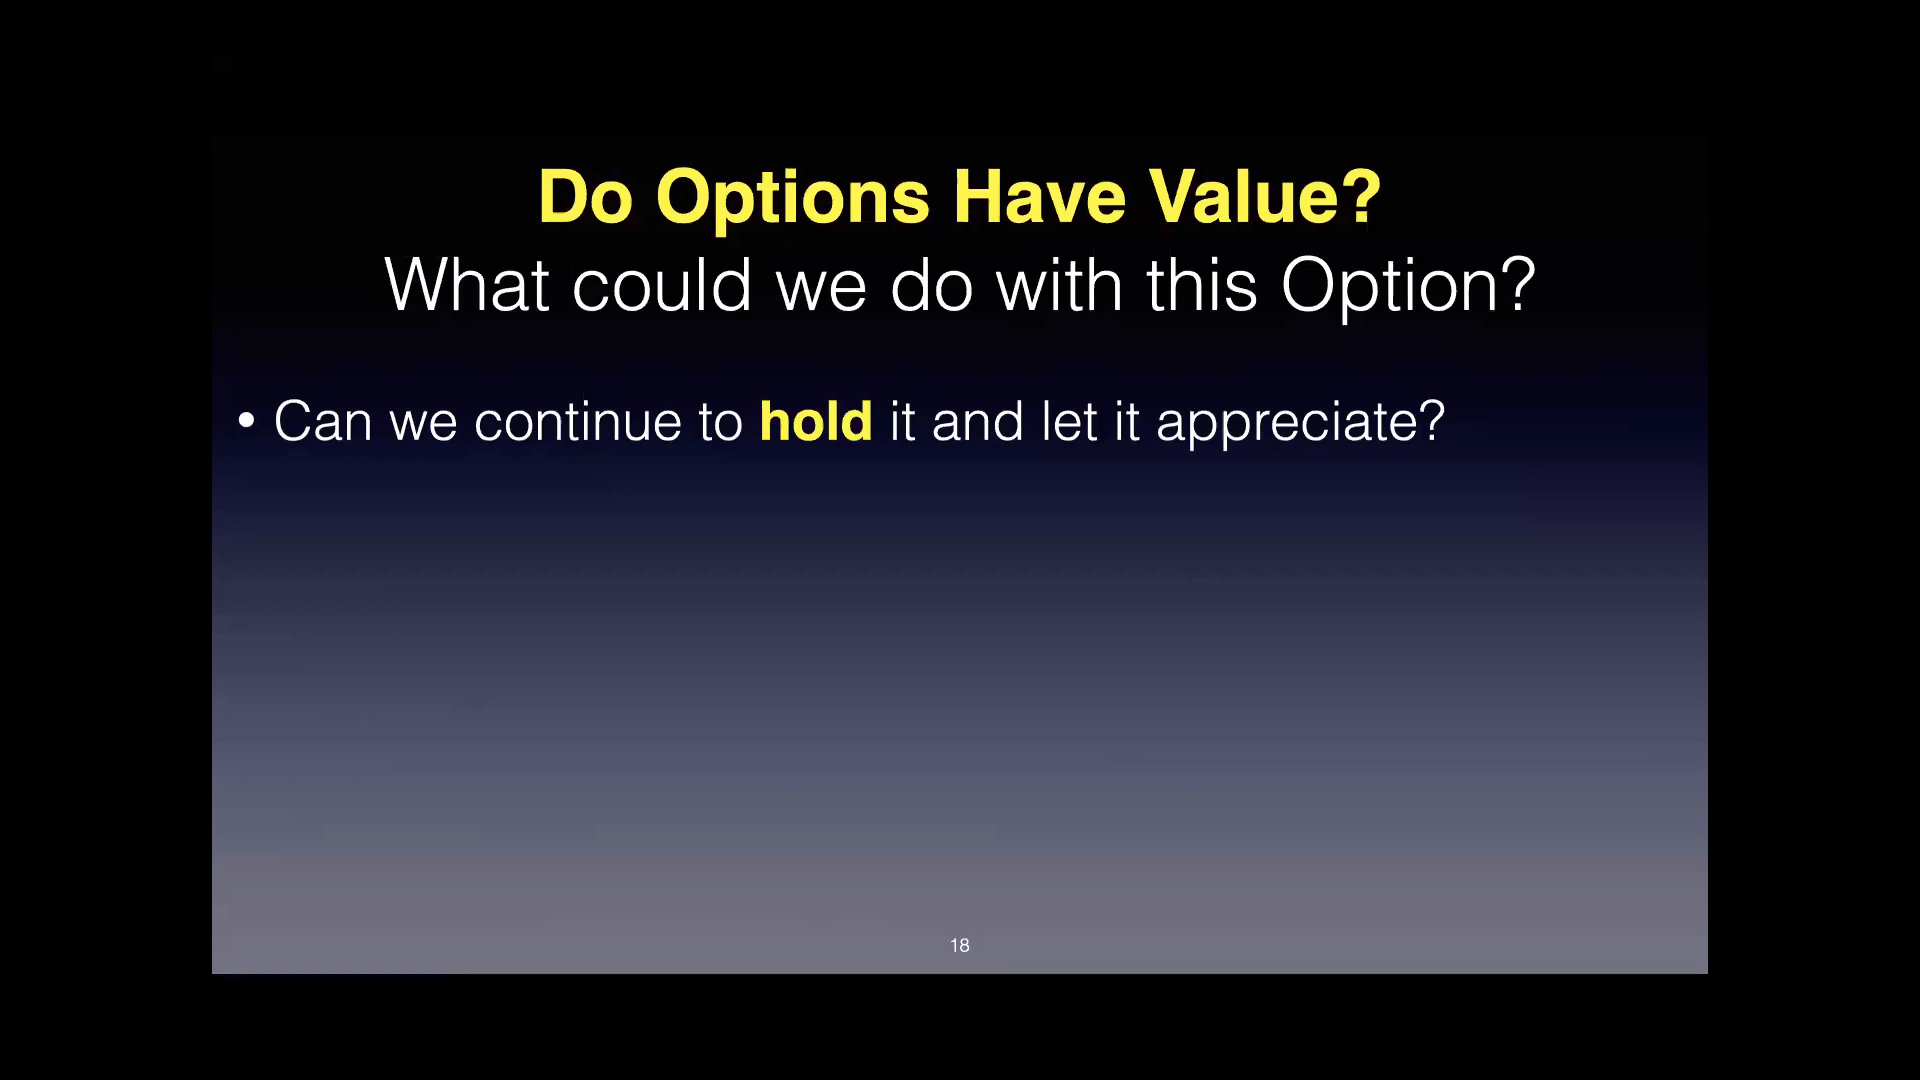 Do Options Have Value?
What could we do with this Option?
• Can we continue to hold it and let it appreciate?
18